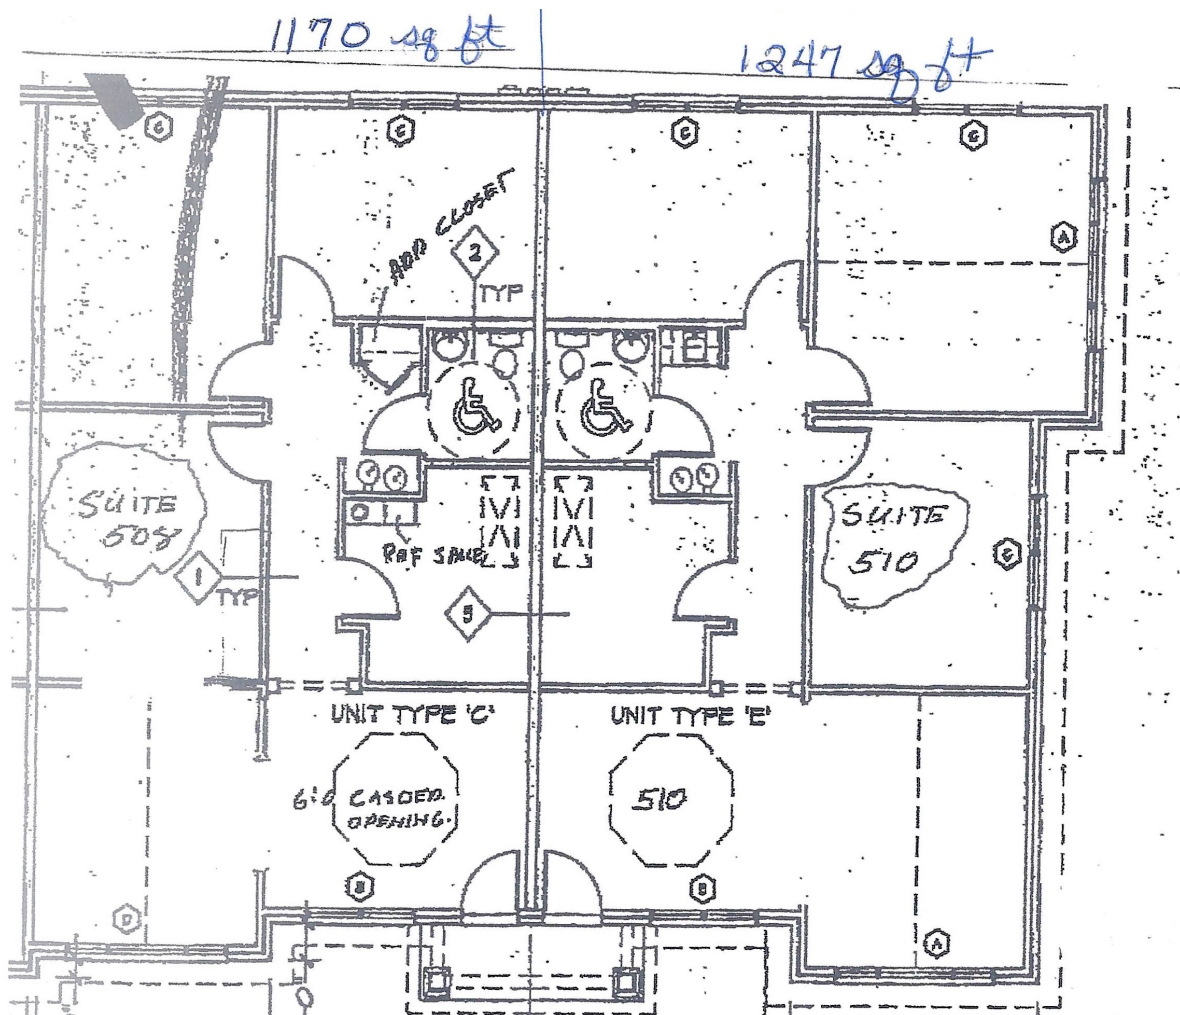 1170 sq ft
1247 sq ft
C
C
C
ADD CLOSET
2
TYP
A
SUITE
508
SUITE
510
REF SPACE
1
TYP
5
UNIT TYPE 'C'
UNIT TYPE 'E'
6'0 CASDED
OPENING.
510
B
B
D
A